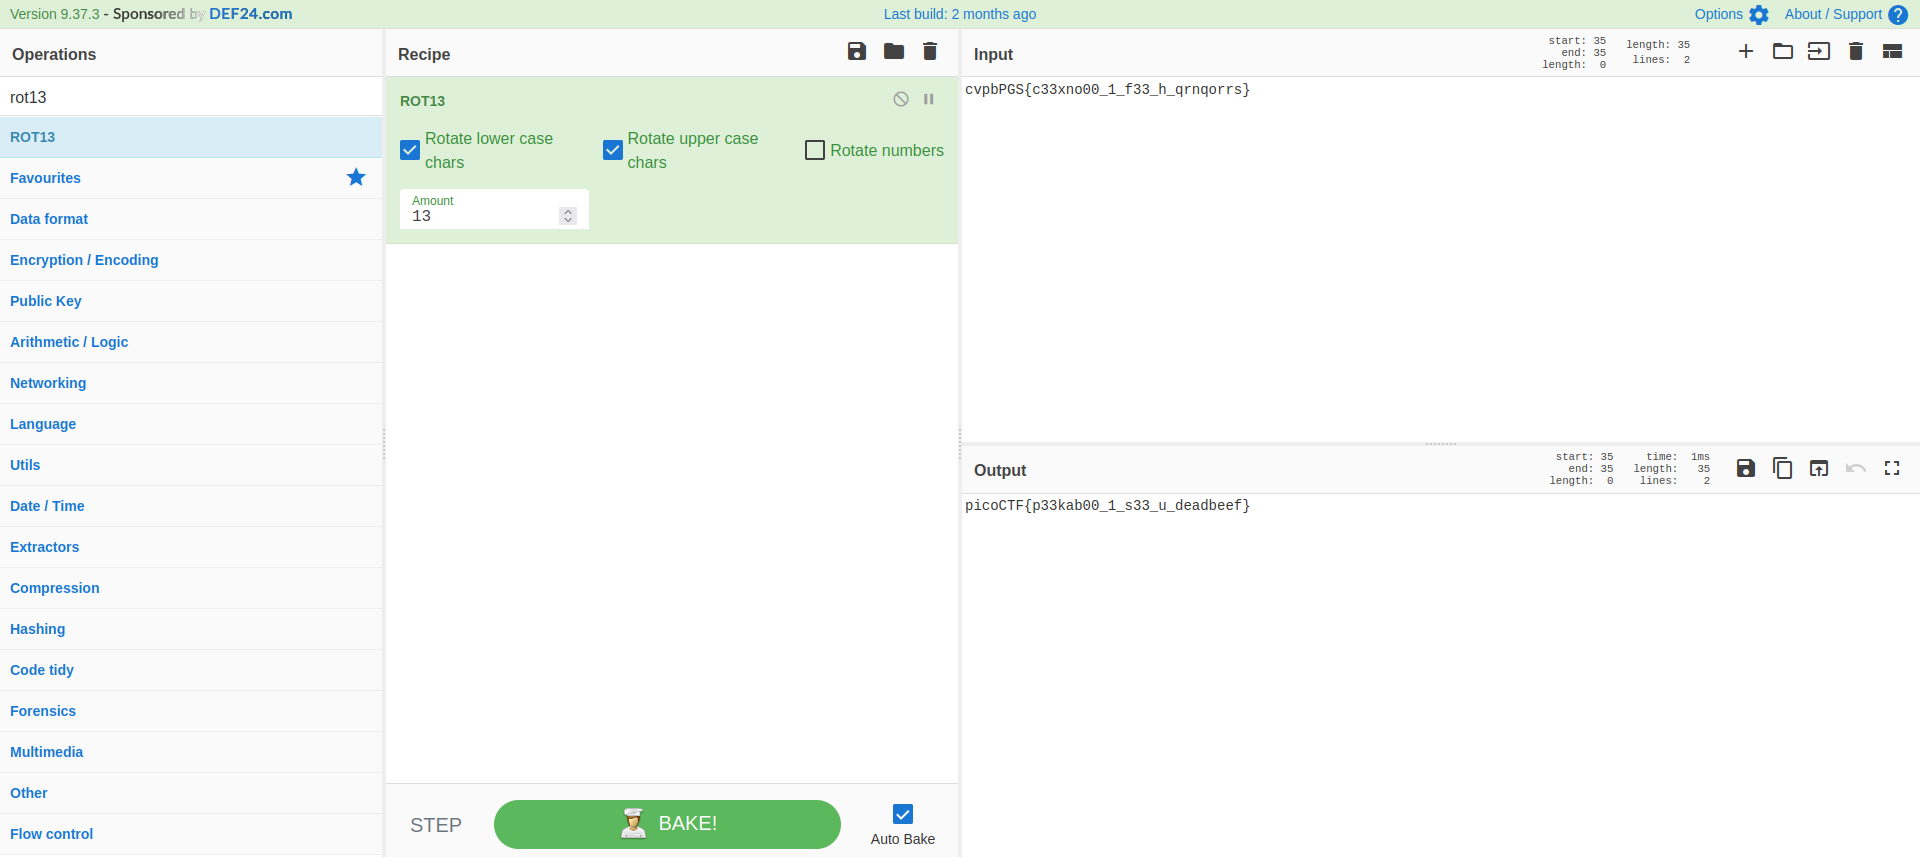 Version 9.37.3 - Sponsored by DEF24.com
Last build: 2 months ago
Options
About / Support
Operations
rot13
ROT13
Favourites
Data format
Encryption / Encoding
Public Key
Arithmetic / Logic
Networking
Language
Utils
Date / Time
Extractors
Compression
Hashing
Code tidy
Forensics
Multimedia
Other
Flow control
Recipe
ROT13
Rotate lower case
chars
Rotate upper case
chars
Rotate numbers
Amount
13
STEP
BAKE!
Auto Bake
Input
start: 35
end: 35
length: 0
length: 35
lines: 2
cvpbPGS{c33xno00_1_f33_h_qrnqorrs}
Output
start: 35
end: 35
length: 0
time: 1ms
length: 35
lines: 2
picoCTF{p33kab00_1_s33_u_deadbeef}